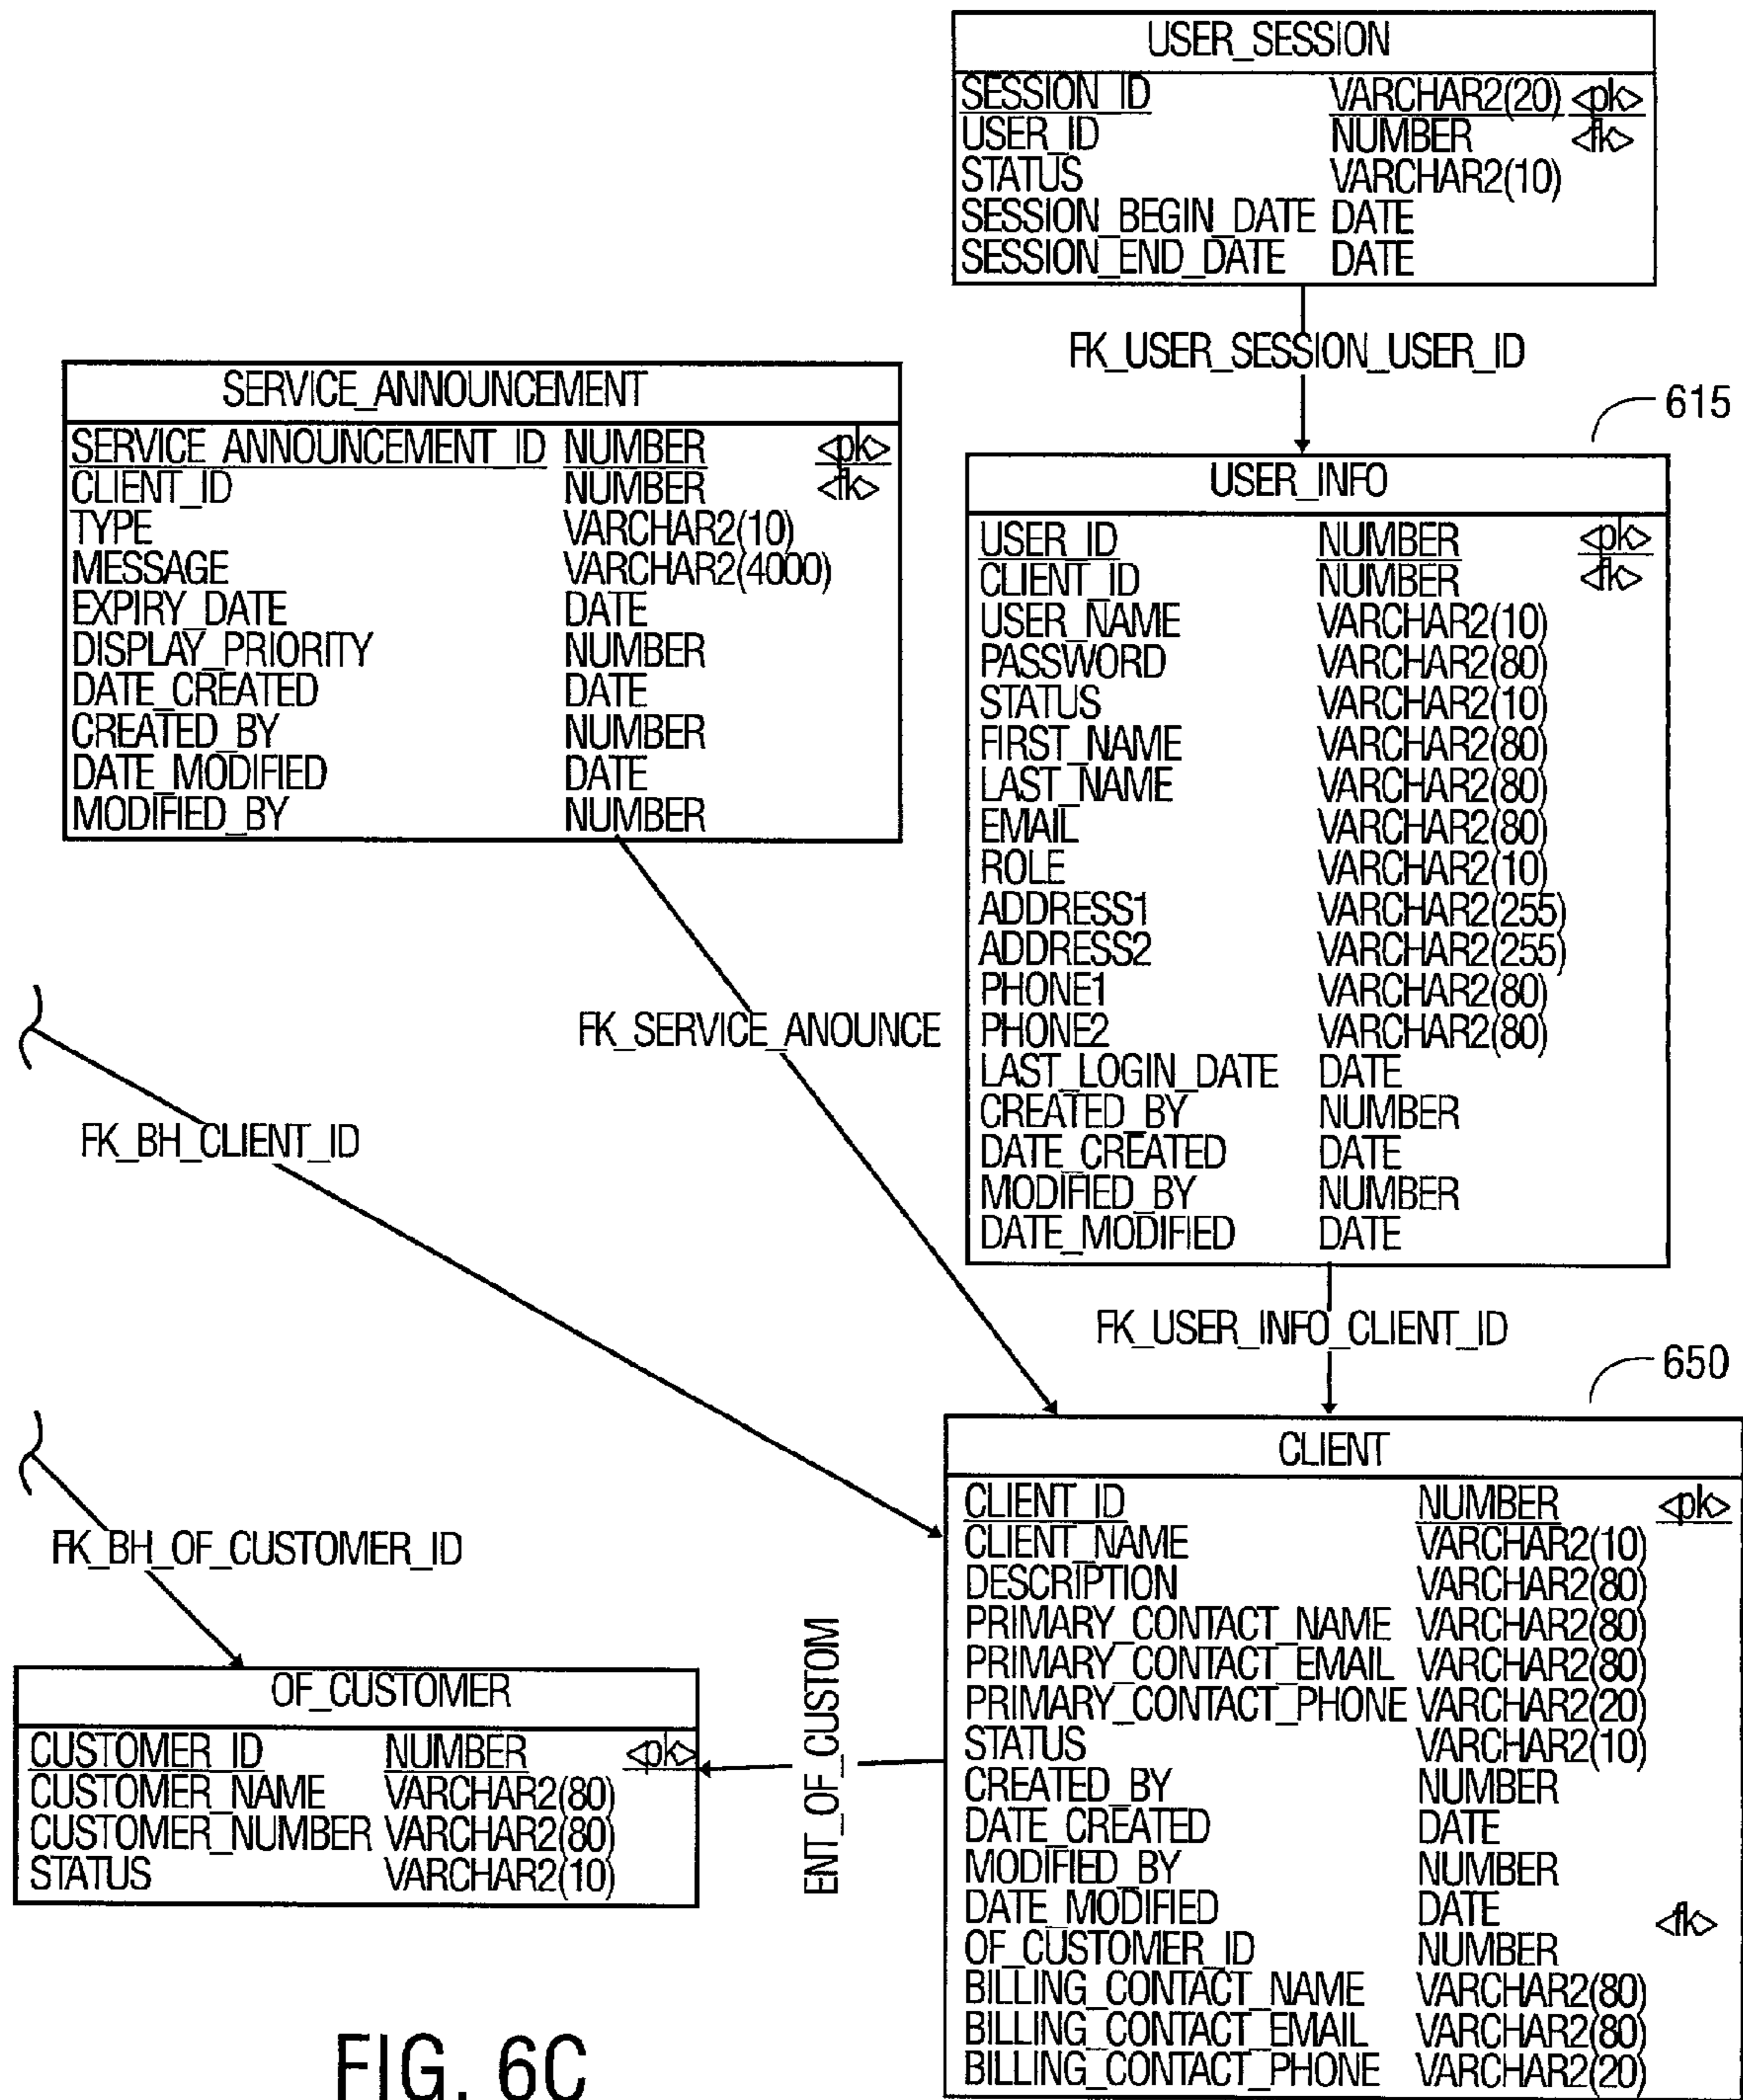 USER_SESSION
SESSION_ID VARCHAR2(20) <pk>
USER_ID NUMBER <fk>
STATUS VARCHAR2(10)
SESSION_BEGIN_DATE DATE
SESSION_END_DATE DATE
FK_USER_SESSION_USER_ID
SERVICE_ANNOUNCEMENT
SERVICE_ANNOUNCEMENT_ID NUMBER <pk>
CLIENT_ID NUMBER <fk>
TYPE VARCHAR2(10)
MESSAGE VARCHAR2(4000)
EXPIRY_DATE DATE
DISPLAY_PRIORITY NUMBER
DATE_CREATED DATE
CREATED_BY NUMBER
DATE_MODIFIED DATE
MODIFIED_BY NUMBER
615
USER_INFO
USER_ID NUMBER <pk>
CLIENT_ID NUMBER <fk>
USER_NAME VARCHAR2(10)
PASSWORD VARCHAR2(80)
STATUS VARCHAR2(10)
FIRST_NAME VARCHAR2(80)
LAST_NAME VARCHAR2(80)
EMAIL VARCHAR2(80)
ROLE VARCHAR2(10)
ADDRESS1 VARCHAR2(255)
ADDRESS2 VARCHAR2(255)
PHONE1 VARCHAR2(80)
PHONE2 VARCHAR2(80)
LAST_LOGIN_DATE DATE
CREATED_BY NUMBER
DATE_CREATED DATE
MODIFIED_BY NUMBER
DATE_MODIFIED DATE
FK_SERVICE_ANOUNCE
FK_BH_CLIENT_ID
FK_USER_INFO_CLIENT_ID
650
CLIENT
CLIENT_ID NUMBER <pk>
CLIENT_NAME VARCHAR2(10)
DESCRIPTION VARCHAR2(80)
PRIMARY_CONTACT_NAME VARCHAR2(80)
PRIMARY_CONTACT_EMAIL VARCHAR2(80)
PRIMARY_CONTACT_PHONE VARCHAR2(20)
STATUS VARCHAR2(10)
CREATED_BY NUMBER
DATE_CREATED DATE
MODIFIED_BY NUMBER
DATE_MODIFIED DATE <fk>
OF_CUSTOMER_ID NUMBER
BILLING_CONTACT_NAME VARCHAR2(80)
BILLING_CONTACT_EMAIL VARCHAR2(80)
BILLING_CONTACT_PHONE VARCHAR2(20)
FK_BH_OF_CUSTOMER_ID
ENT_OF_CUSTOM
OF_CUSTOMER
CUSTOMER_ID NUMBER <pk>
CUSTOMER_NAME VARCHAR2(80)
CUSTOMER_NUMBER VARCHAR2(80)
STATUS VARCHAR2(10)
FIG. 6C